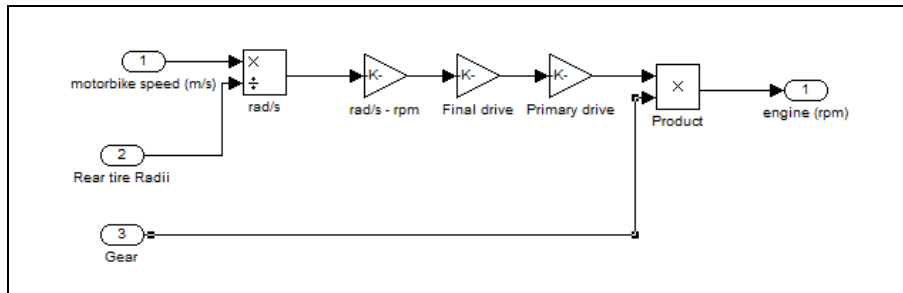 1
motorbike speed (m/s)
×
÷
rad/s
K-
rad/s - rpm
K-
Final drive
K-
Primary drive
×
Product
1
engine (rpm)
2
Rear tire Radii
3
Gear